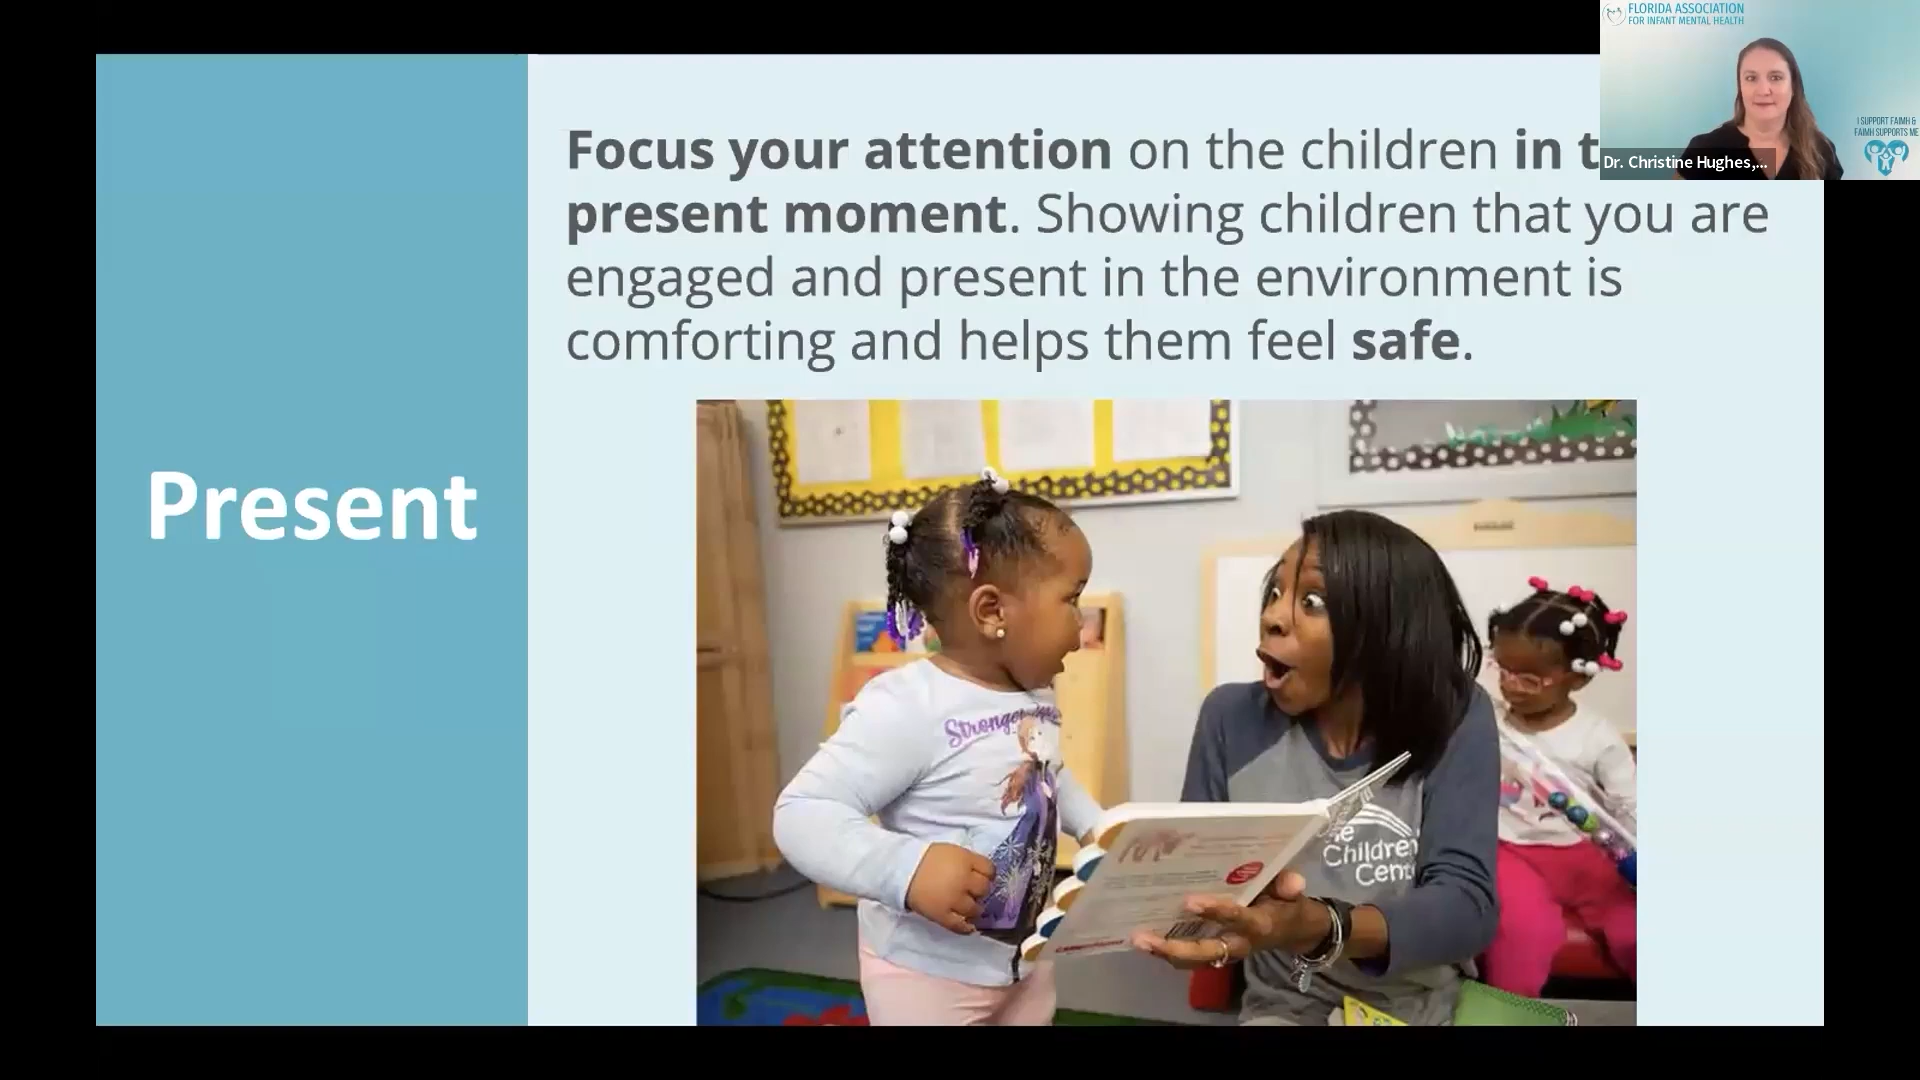 FLORIDA ASSOCIATION
FOR INFANT MENTAL HEALTH
I SUPPORT FAIMH &
FAIMH SUPPORTS ME
Dr. Christine Hughes,...
Present
Focus your attention on the children in t
present moment. Showing children that you are
engaged and present in the environment is
comforting and helps them feel safe.
Stronger
Children
Cent